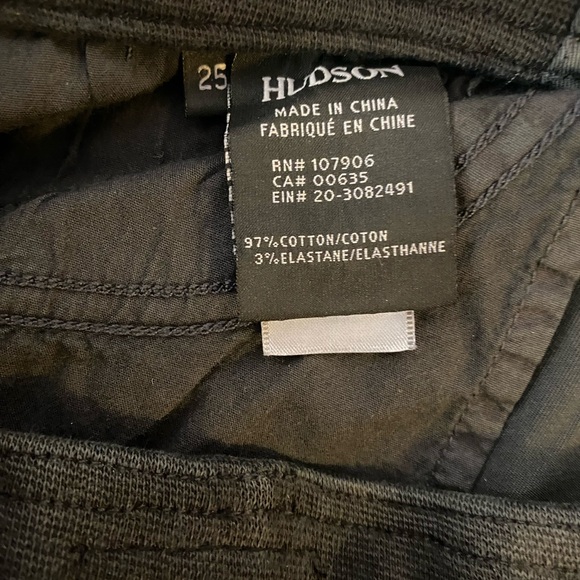 25
HUDSON
MADE IN CHINA
FABRIQUÉ EN CHINE
RN# 107906
CA# 00635
EIN# 20-3082491
97% COTTON/COTON
3% ELASTANE/ELASTHANNE